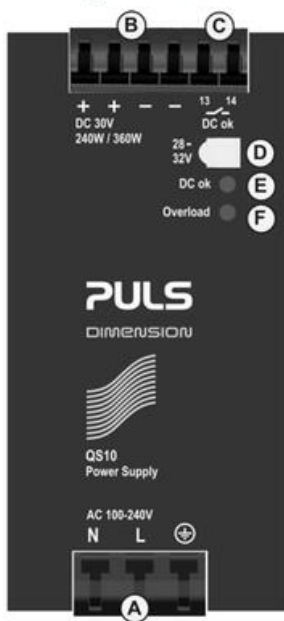 B C
+ + − − 13 14
DC 30V
240W / 360W
DC ok
28-
32V
D
DC ok E
Overload F
PULS
DIMENSION
QS10
Power Supply
AC 100-240V
N L
A